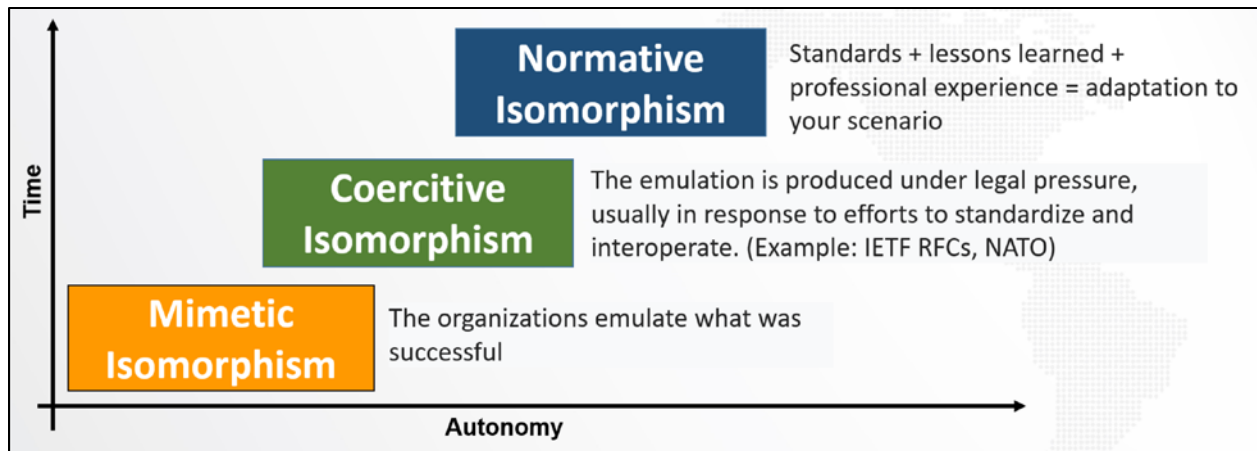 Normative
Isomorphism
Standards + lessons learned +
professional experience = adaptation to
your scenario
Coercitive
Isomorphism
The emulation is produced under legal pressure,
usually in response to efforts to standardize and
interoperate. (Example: IETF RFCs, NATO)
Mimetic
Isomorphism
The organizations emulate what was
successful
Time
Autonomy